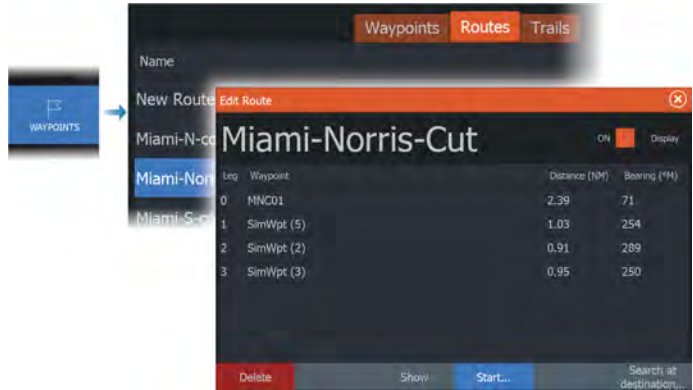 Waypoints Routes Trails
Name
New Route
WAYPOINTS
Miami-N-co
Miami-Nor
Miami-S-c
Edit Route
Miami-Norris-Cut
ON Display
Leg Waypoint Distance (NM) Bearing (°M)
0 MNC01 2.39 71
1 SimWpt (5) 1.03 254
2 SimWpt (2) 0.91 289
3 SimWpt (3) 0.95 250
Delete Show Start... Search at
destination...